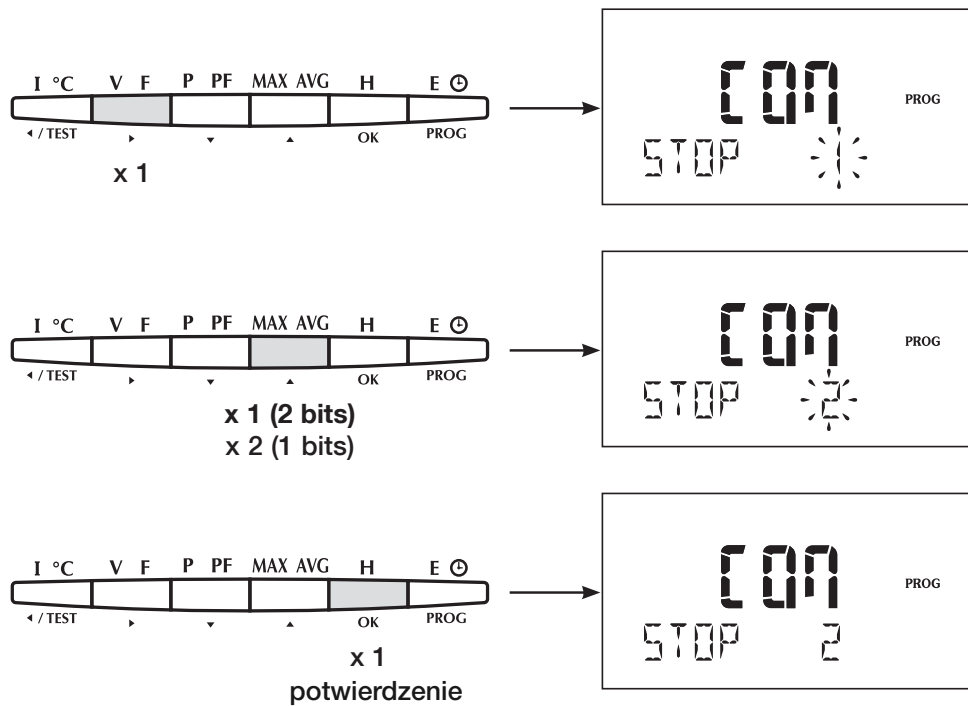 I °C V F P PF MAX AVG H E
/ TEST OK PROG
x 1
COM PROG
STOP 1
I °C V F P PF MAX AVG H E
/ TEST OK PROG
x 1 (2 bits)
x 2 (1 bits)
COM PROG
STOP 2
I °C V F P PF MAX AVG H E
/ TEST OK PROG
x 1
potwierdzenie
COM PROG
STOP 2